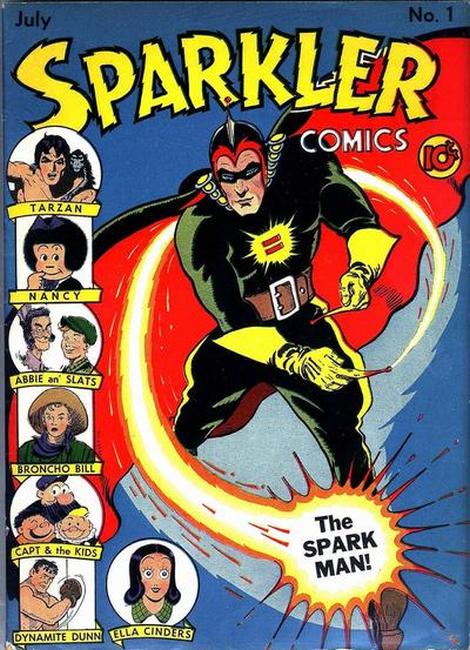 July
No. 1
SPARKLER
COMICS
10¢
TARZAN
NANCY
ABBIE an' SLATS
BRONCHO BILL
CAPT & the KIDS
DYNAMITE DUNN
ELLA CINDERS
The
SPARK
MAN!